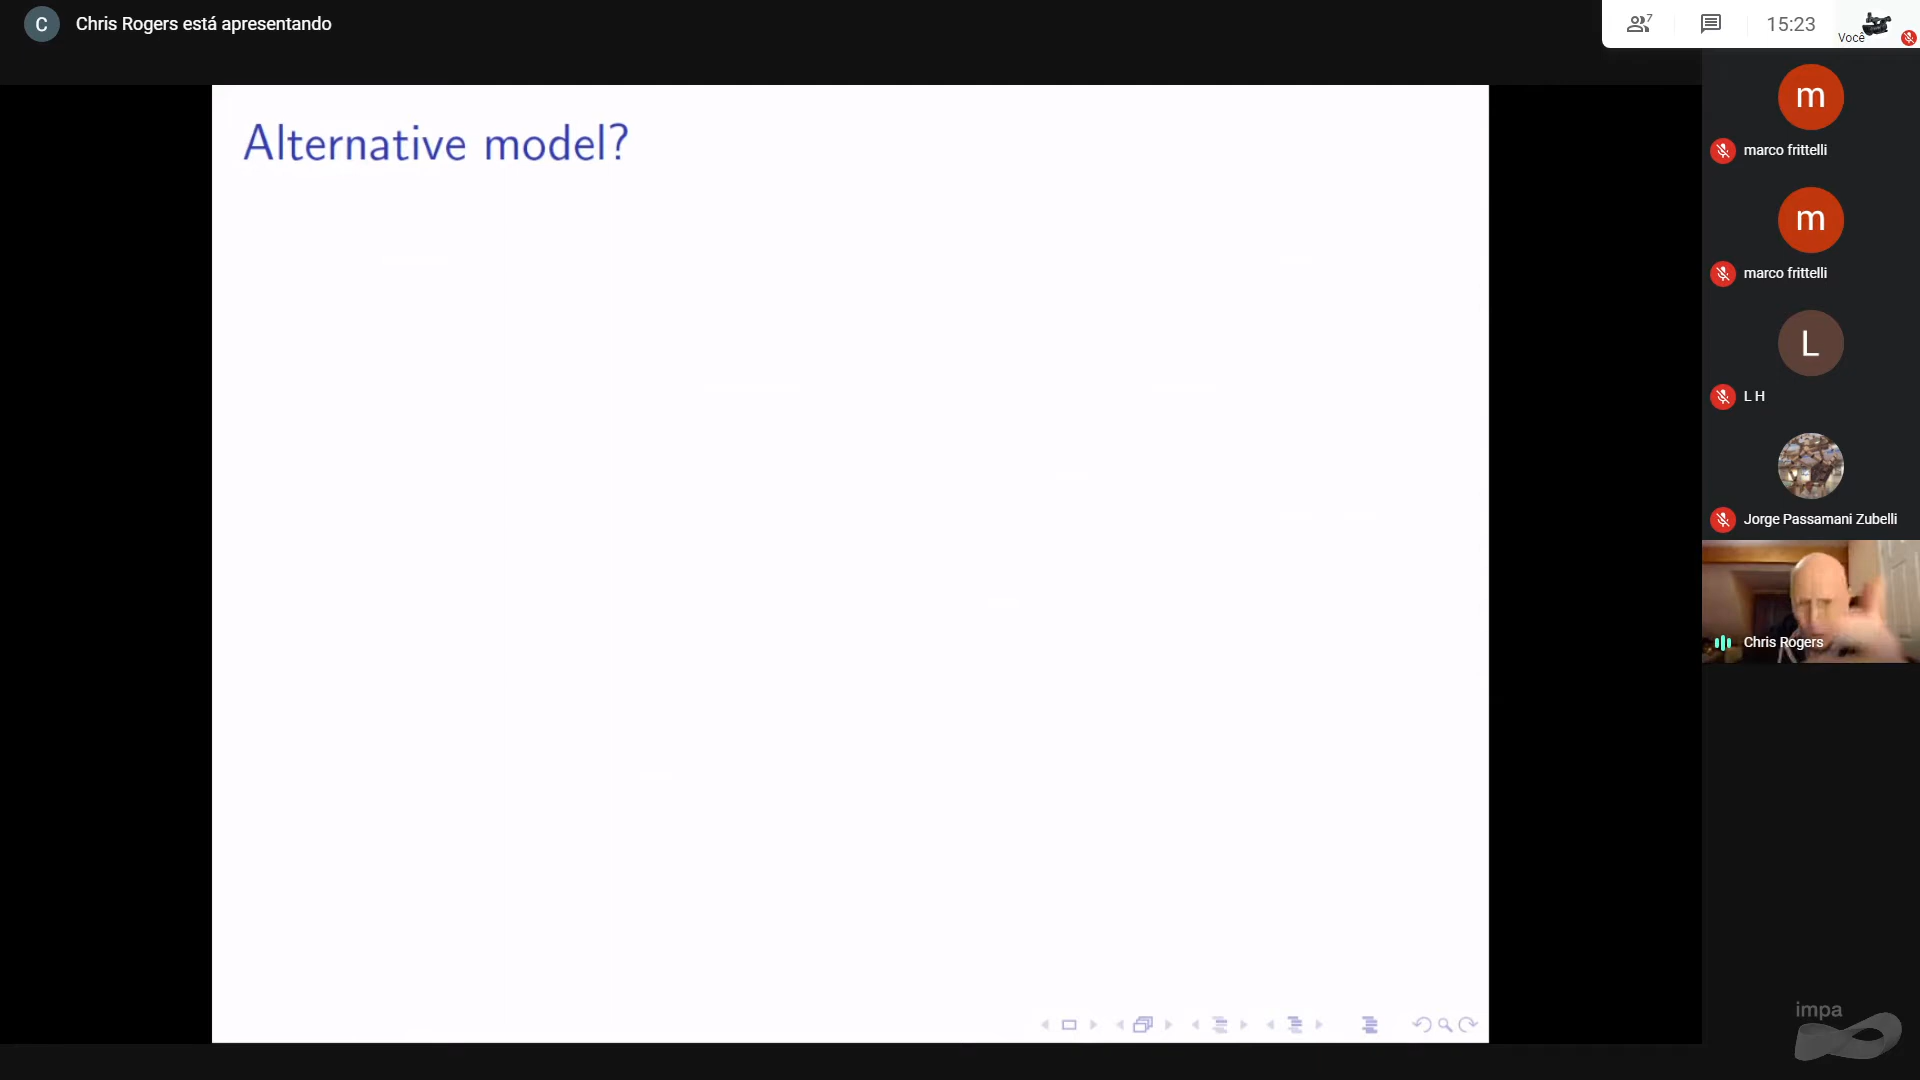 C
Chris Rogers está apresentando
7
15:23
Você
Alternative model?
m
marco frittelli
m
marco frittelli
L
L H
Jorge Passamani Zubelli
Chris Rogers
impa